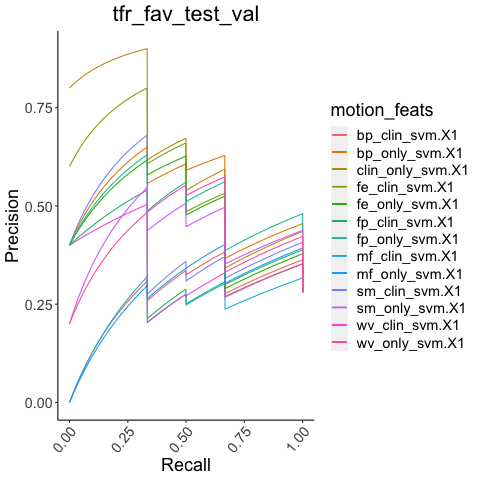 tfr_fav_test_val
Precision
0.75
0.50
0.25
0.00
0.00
0.25
0.50
0.75
1.00
Recall
motion_feats
bp_clin_svm.X1
bp_only_svm.X1
clin_only_svm.X1
fe_clin_svm.X1
fe_only_svm.X1
fp_clin_svm.X1
fp_only_svm.X1
mf_clin_svm.X1
mf_only_svm.X1
sm_clin_svm.X1
sm_only_svm.X1
wv_clin_svm.X1
wv_only_svm.X1